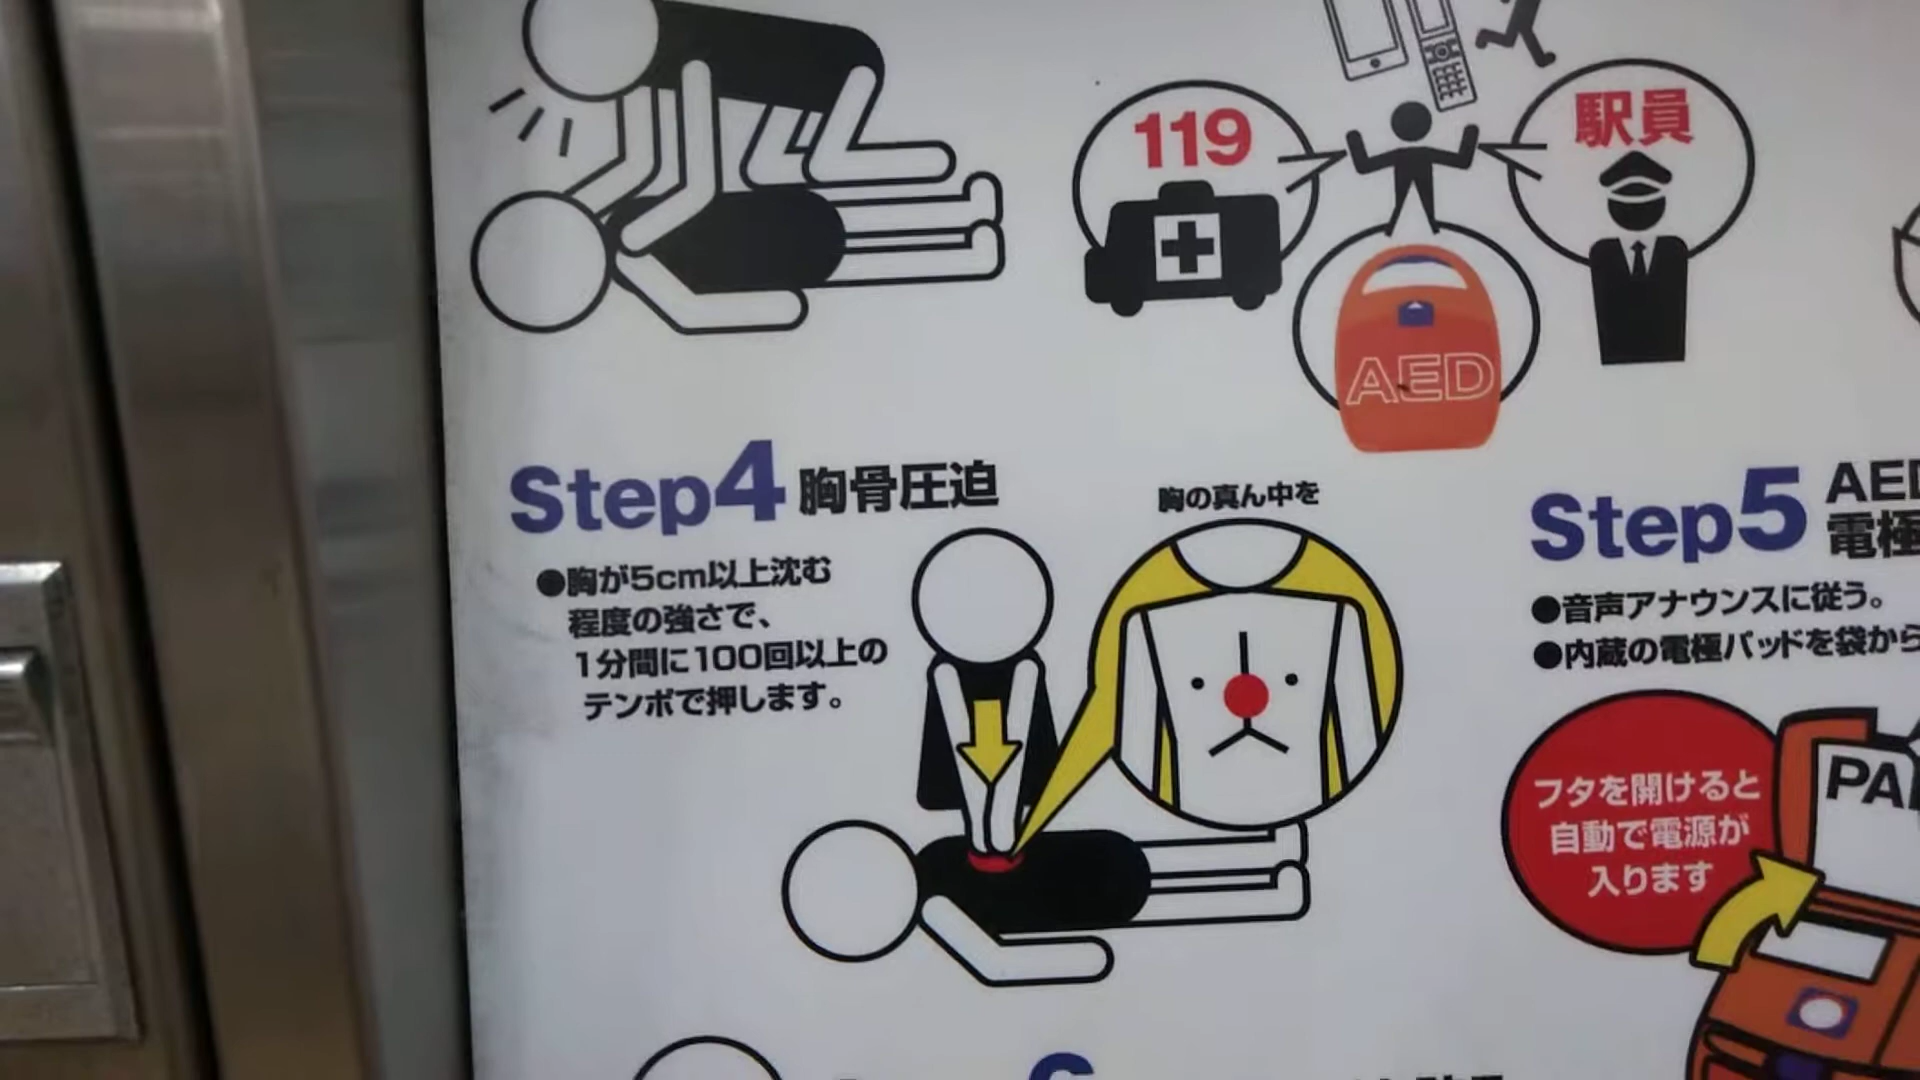 119
駅員
AED
Step4 胸骨圧迫
●胸が5cm以上沈む
程度の強さで、
1分間に100回以上の
テンポで押します。
胸の真ん中を
Step5
AED
電極
●音声アナウンスに従う。
●内蔵の電極パッドを袋から
フタを開けると
自動で電源が
入ります
PA